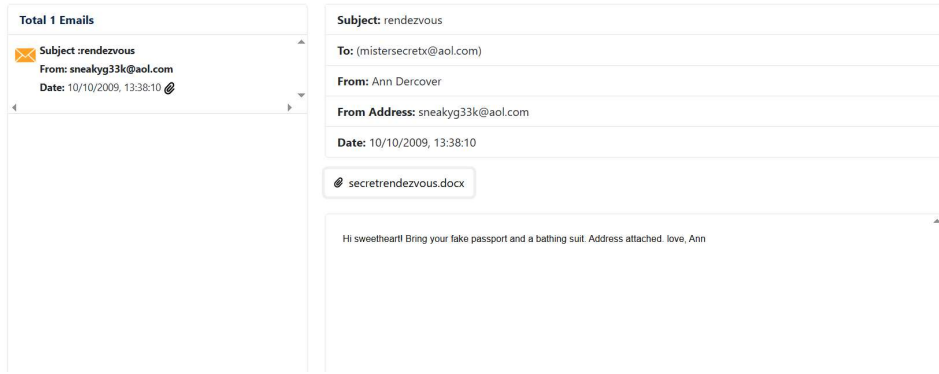 Total 1 Emails
Subject :rendezvous
From: sneakyg33k@aol.com
Date: 10/10/2009, 13:38:10
Subject: rendezvous
To: (mistersecretx@aol.com)
From: Ann Dercover
From Address: sneakyg33k@aol.com
Date: 10/10/2009, 13:38:10
secretrendezvous.docx
Hi sweetheart! Bring your fake passport and a bathing suit. Address attached. love, Ann